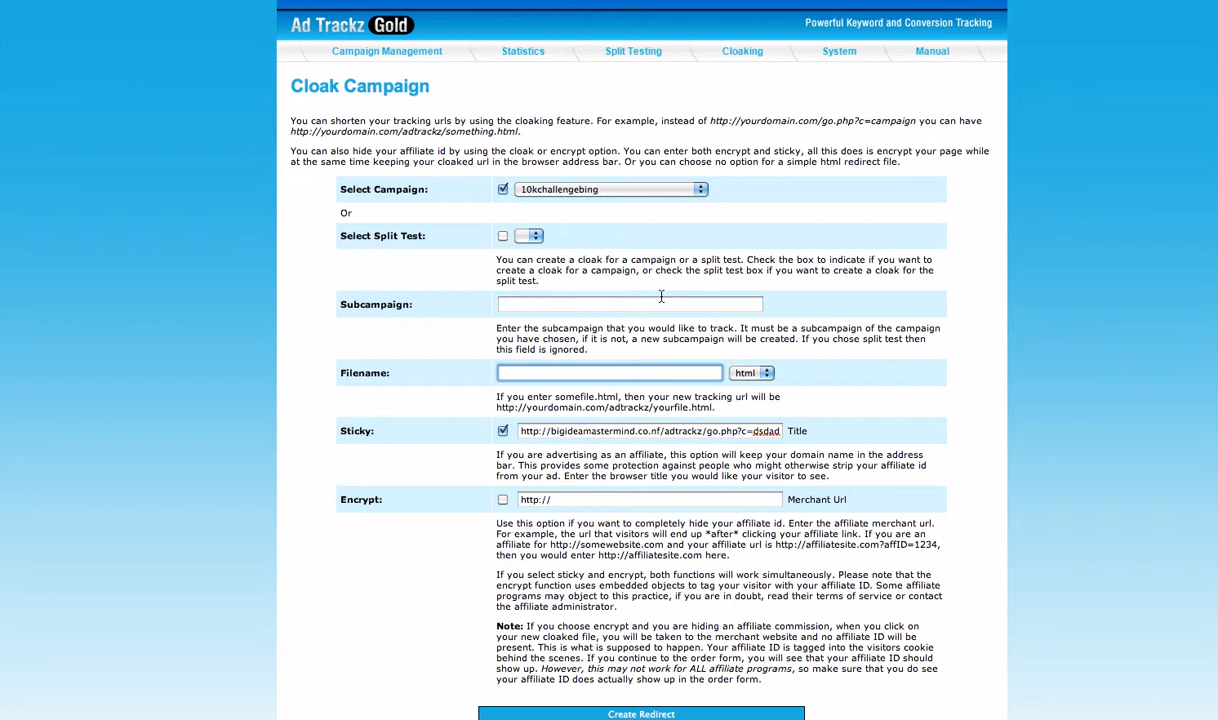 Ad Trackz Gold
Powerful Keyword and Conversion Tracking
Campaign Management Statistics Split Testing Cloaking System Manual
Cloak Campaign
You can shorten your tracking urls by using the cloaking feature. For example, instead of http://yourdomain.com/go.php?c=campaign you can have
http://yourdomain.com/adtrackz/something.html.
You can also hide your affiliate id by using the cloak or encrypt option. You can enter both encrypt and sticky, all this does is encrypt your page while
at the same time keeping your cloaked url in the browser address bar. Or you can choose no option for a simple html redirect file.
Select Campaign: 10kchallengebing
Or
Select Split Test:
You can create a cloak for a campaign or a split test. Check the box to indicate if you want to
create a cloak for a campaign, or check the split test box if you want to create a cloak for the
split test.
Subcampaign:
Enter the subcampaign that you would like to track. It must be a subcampaign of the campaign
you have chosen, if it is not, a new subcampaign will be created. If you chose split test then
this field is ignored.
Filename: html
If you enter somefile.html, then your new tracking url will be
http://yourdomain.com/adtrackz/yourfile.html.
Sticky: http://bigideamastermind.co.nf/adtrackz/go.php?c=dsdad Title
If you are advertising as an affiliate, this option will keep your domain name in the address
bar. This provides some protection against people who might otherwise strip your affiliate id
from your ad. Enter the browser title you would like your visitor to see.
Encrypt: http:// Merchant Url
Use this option if you want to completely hide your affiliate id. Enter the affiliate merchant url.
For example, the url that visitors will end up *after* clicking your affiliate link. If you are an
affiliate for http://somewebsite.com and your affiliate url is http://affiliatesite.com?affID=1234,
then you would enter http://affiliatesite.com here.
If you select sticky and encrypt, both functions will work simultaneously. Please note that the
encrypt function uses embedded objects to tag your visitor with your affiliate ID. Some affiliate
programs may object to this practice, if you are in doubt, read their terms of service or contact
the affiliate administrator.
Note: If you choose encrypt and you are hiding an affiliate commission, when you click on
your new cloaked file, you will be taken to the merchant website and no affiliate ID will be
present. This is what is supposed to happen. Your affiliate ID is tagged into the visitors cookie
behind the scenes. If you continue to the order form, you will see that your affiliate ID should
show up. However, this may not work for ALL affiliate programs, so make sure that you do see
your affiliate ID does actually show up in the order form.
Create Redirect